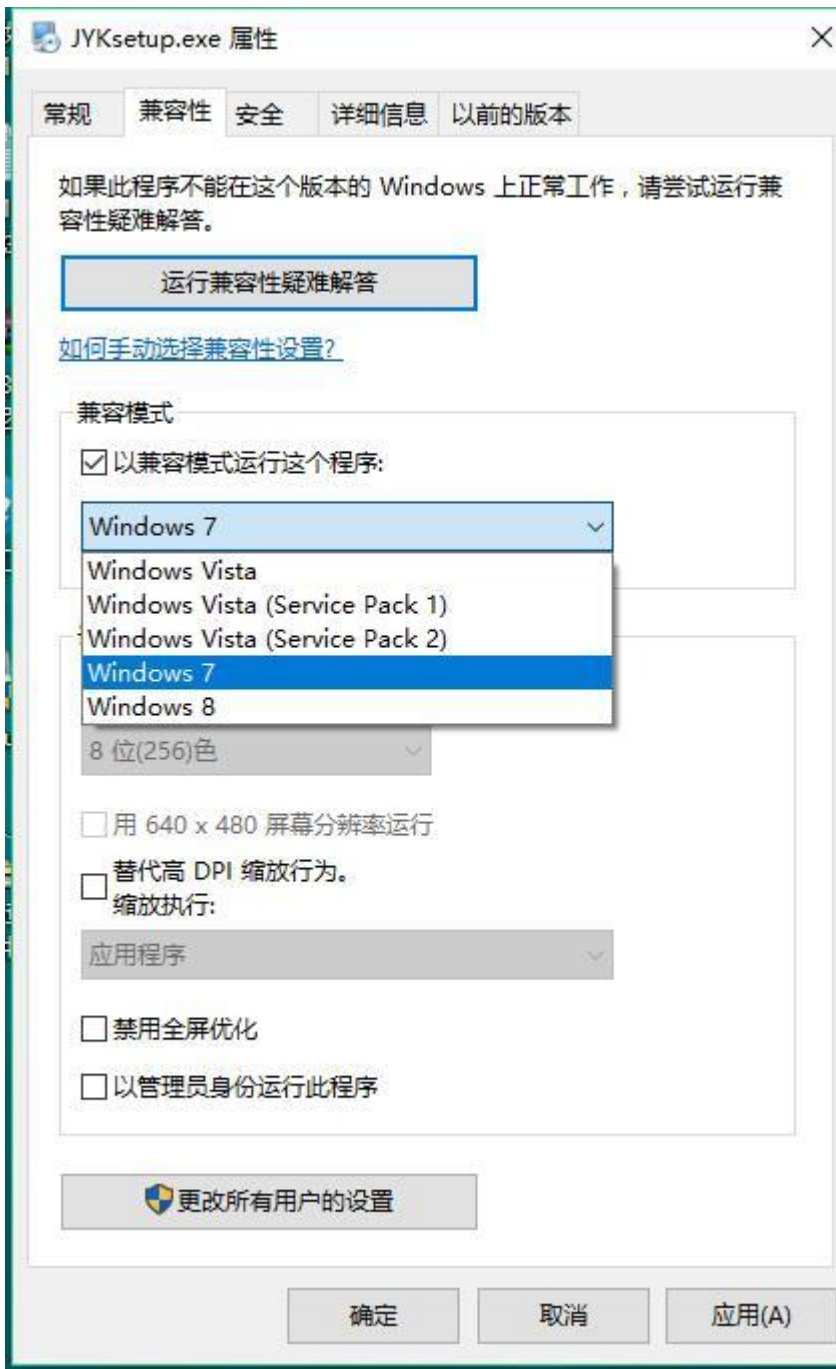 JYKsetup.exe 属性
常规 兼容性 安全 详细信息 以前的版本
如果此程序不能在这个版本的 Windows 上正常工作，请尝试运行兼
容性疑难解答。
运行兼容性疑难解答
如何手动选择兼容性设置?
兼容模式
以兼容模式运行这个程序:
Windows 7
Windows Vista
Windows Vista (Service Pack 1)
Windows Vista (Service Pack 2)
Windows 7
Windows 8
8 位(256)色
用 640 x 480 屏幕分辨率运行
替代高 DPI 缩放行为。
缩放执行:
应用程序
禁用全屏优化
以管理员身份运行此程序
更改所有用户的设置
确定 取消 应用(A)